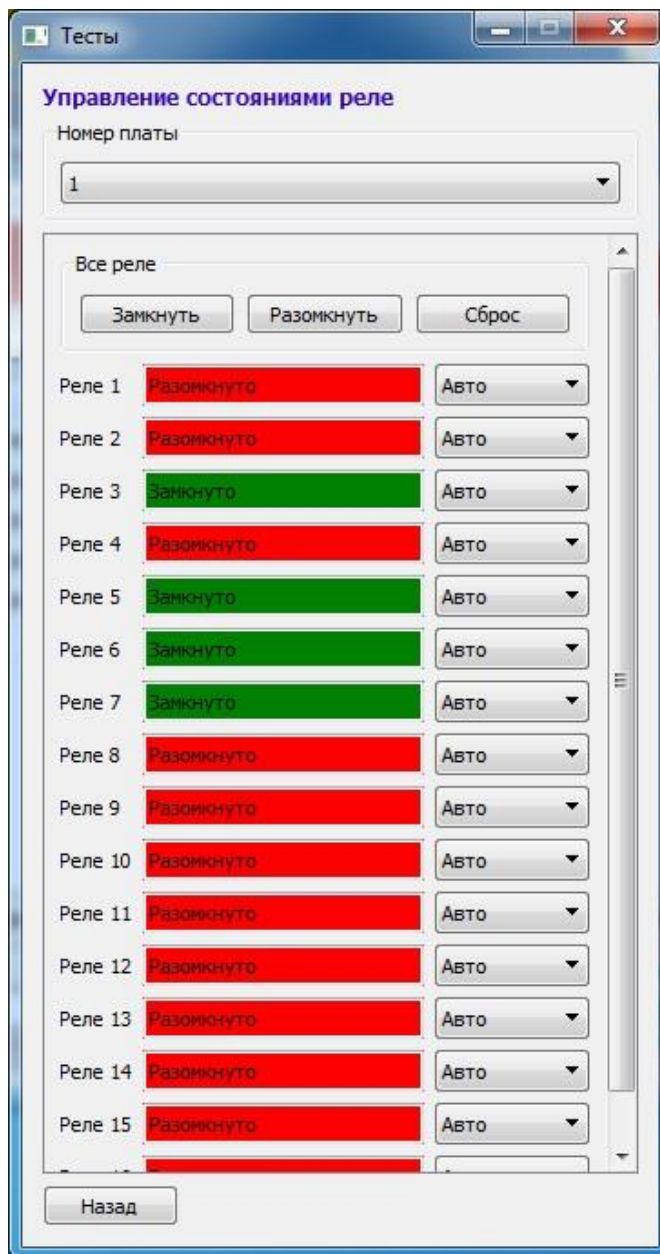 Тесты
Управление состояниями реле
Номер платы
1
Все реле
Замкнуть Разомкнуть Сброс
Реле 1 Разомкнуто Авто
Реле 2 Разомкнуто Авто
Реле 3 Замкнуто Авто
Реле 4 Разомкнуто Авто
Реле 5 Замкнуто Авто
Реле 6 Замкнуто Авто
Реле 7 Замкнуто Авто
Реле 8 Разомкнуто Авто
Реле 9 Разомкнуто Авто
Реле 10 Разомкнуто Авто
Реле 11 Разомкнуто Авто
Реле 12 Разомкнуто Авто
Реле 13 Разомкнуто Авто
Реле 14 Разомкнуто Авто
Реле 15 Разомкнуто Авто
Назад